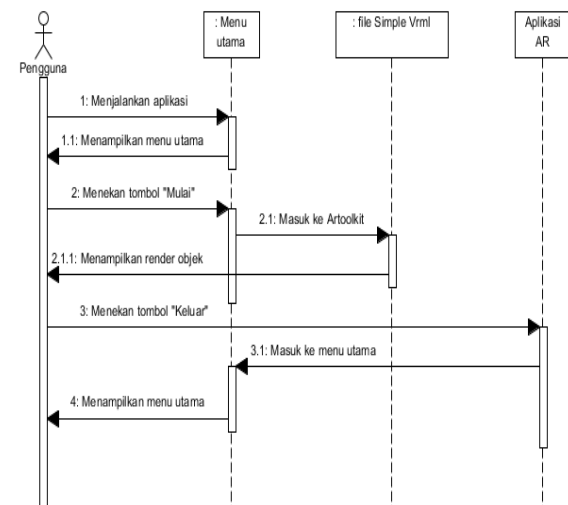 : Menu
utama
: file Simple Vrml
Aplikasi
AR
Pengguna
1: Menjalankan aplikasi
1.1: Menampilkan menu utama
2: Menekan tombol "Mulai"
2.1: Masuk ke Artoolkit
2.1.1: Menampilkan render objek
3: Menekan tombol "Keluar"
3.1: Masuk ke menu utama
4: Menampilkan menu utama